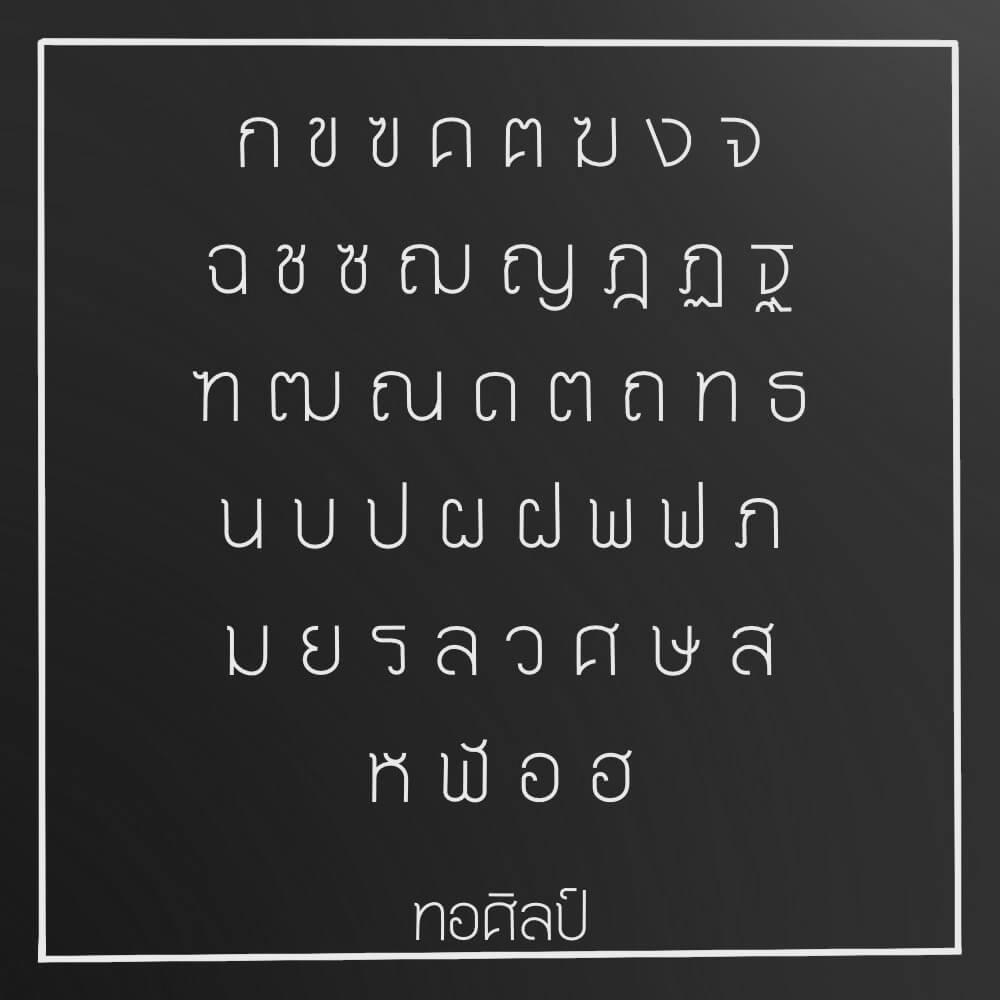 ก ข ฃ ค ฅ ฆ ง จ
ฉ ช ซ ฌ ญ ฎ ฏ ฐ
ฑ ฒ ณ ด ต ถ ท ธ
น บ ป ผ ฝ พ ฟ ภ
ม ย ร ล ว ศ ษ ส
ห ฬ อ ฮ
ทอศิลป์